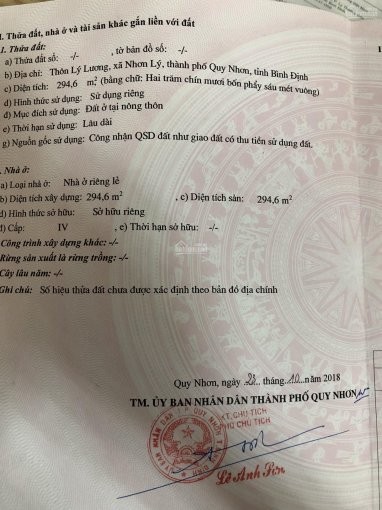 I. Thửa đất, nhà ở và tài sản khác gắn liền với đất
1. Thửa đất:
a) Thửa đất số: -/- , tờ bản đồ số: -/-
b) Địa chỉ: Thôn Lý Lương, xã Nhơn Lý, thành phố Quy Nhơn, tỉnh Bình Định
c) Diện tích: 294,6 m² (bằng chữ: Hai trăm chín mươi bốn phẩy sáu mét vuông)
d) Hình thức sử dụng: Sử dụng riêng
đ) Mục đích sử dụng: Đất ở tại nông thôn
e) Thời hạn sử dụng: Lâu dài
g) Nguồn gốc sử dụng: Công nhận QSD đất như giao đất có thu tiền sử dụng đất.
. Nhà ở:
a) Loại nhà ở: Nhà ở riêng lẻ
b) Diện tích xây dựng: 294,6 m² , c) Diện tích sàn: 294,6 m²
d) Hình thức sở hữu: Sở hữu riêng
đ) Cấp: IV , e) Thời hạn sở hữu: -/-
Công trình xây dựng khác: -/-
Rừng sản xuất là rừng trồng: -/-
Cây lâu năm: -/-
Ghi chú: Số hiệu thửa đất chưa được xác định theo bản đồ địa chính
Quy Nhơn, ngày 23 tháng 10 năm 2018
TM. ỦY BAN NHÂN DÂN THÀNH PHỐ QUY NHƠN
KT. CHỦ TỊCH
PHÓ CHỦ TỊCH
Lê Anh Sơn